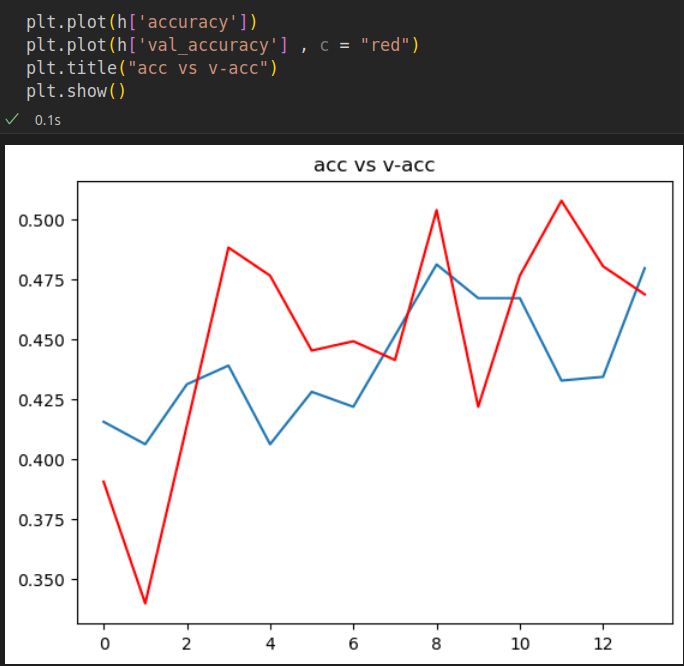 plt.plot(h['accuracy'])
plt.plot(h['val_accuracy'] , c = "red")
plt.title("acc vs v-acc")
plt.show()
0.1s
acc vs v-acc
0.500
0.475
0.450
0.425
0.400
0.375
0.350
0 2 4 6 8 10 12